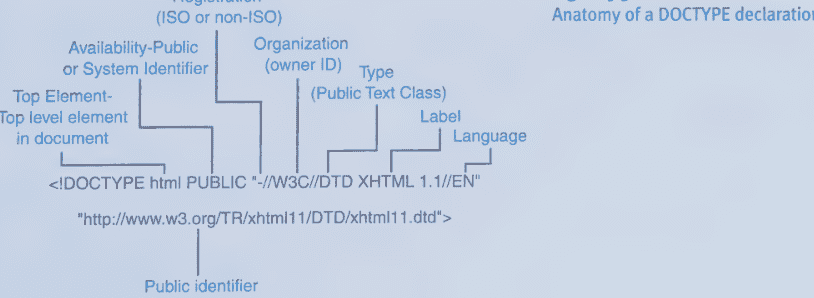 (ISO or non-ISO)
Anatomy of a DOCTYPE declaration
Availability-Public
or System Identifier
Organization
(owner ID)
Type
(Public Text Class)
Top Element-
Top level element
in document
Label
Language
<!DOCTYPE html PUBLIC "-//W3C//DTD XHTML 1.1//EN"
"http://www.w3.org/TR/xhtml11/DTD/xhtml11.dtd">
Public identifier